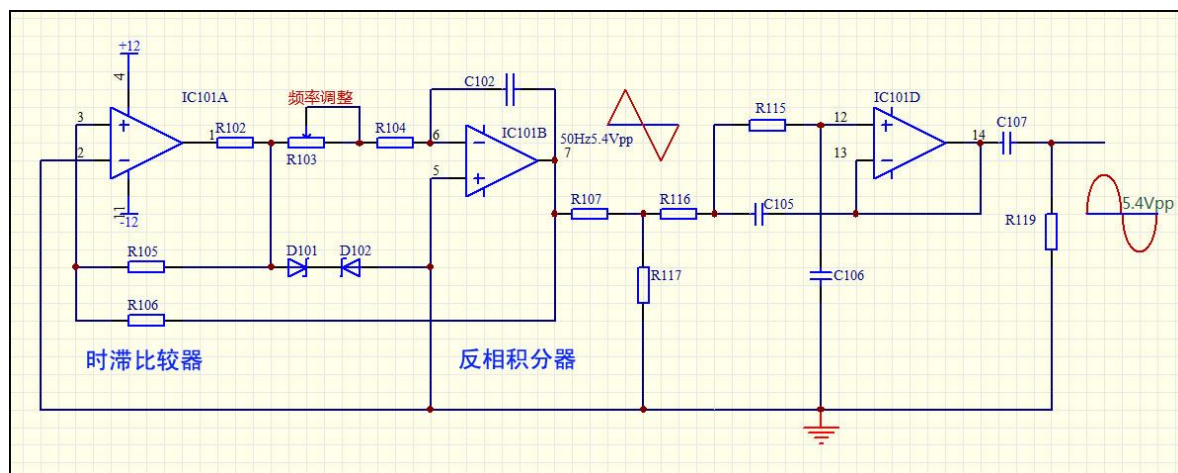 +12
4
IC101A
3
2
1
R102
频率调整
R103
R104
C102
6
5
IC101B
7
50Hz5.4Vpp
11
-12
R105
D101
D102
R106
R107
R116
R117
R115
C105
C106
12
13
IC101D
14
C107
R119
5.4Vpp
时滞比较器
反相积分器